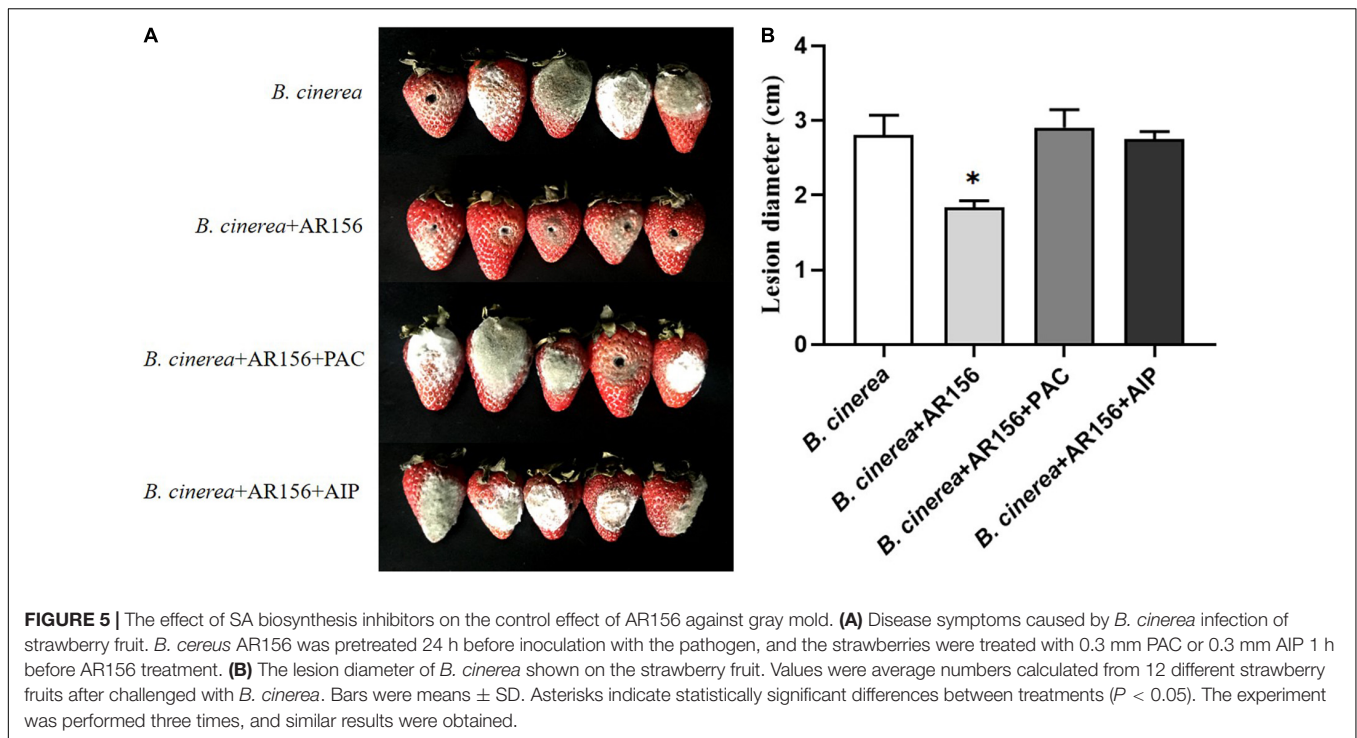 A
B. cinerea
B. cinerea+AR156
B. cinerea+AR156+PAC
B. cinerea+AR156+AIP
B
Lesion diameter (cm)
4
3
2
1
0
*
B. cinerea
B. cinerea+AR156
B. cinerea+AR156+PAC
B. cinerea+AR156+AIP
FIGURE 5 | The effect of SA biosynthesis inhibitors on the control effect of AR156 against gray mold. (A) Disease symptoms caused by B. cinerea infection of
strawberry fruit. B. cereus AR156 was pretreated 24 h before inoculation with the pathogen, and the strawberries were treated with 0.3 mm PAC or 0.3 mm AIP 1 h
before AR156 treatment. (B) The lesion diameter of B. cinerea shown on the strawberry fruit. Values were average numbers calculated from 12 different strawberry
fruits after challenged with B. cinerea. Bars were means ± SD. Asterisks indicate statistically significant differences between treatments (P < 0.05). The experiment
was performed three times, and similar results were obtained.